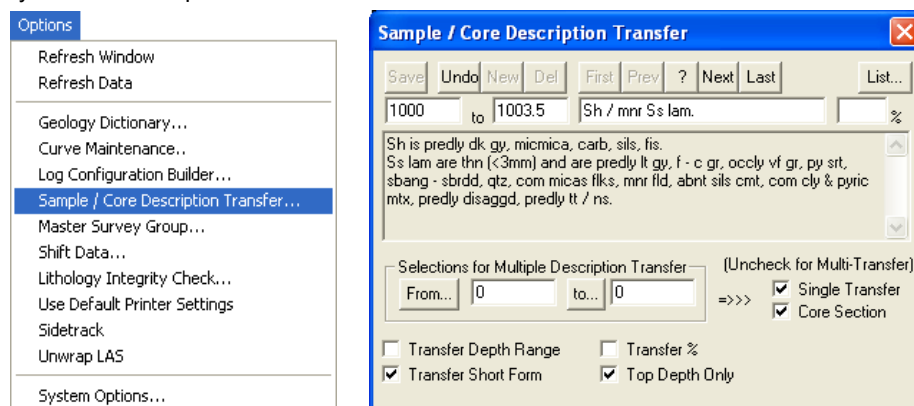 Options
Refresh Window
Refresh Data
Geology Dictionary...
Curve Maintenance..
Log Configuration Builder...
Sample / Core Description Transfer...
Master Survey Group...
Shift Data...
Lithology Integrity Check...
Use Default Printer Settings
Sidetrack
Unwrap LAS
System Options...
Sample / Core Description Transfer
Save Undo New Del First Prev ? Next Last List...
1000 to 1003.5 Sh / mnr Ss lam. %
Sh is predly dk gy, micmica, carb, sils, fis.
Ss lam are thn (<3mm) and are predly lt gy, f - c gr, occly vf gr, py srt,
sbang - sbrdd, qtz, com micas flks, mnr fld, abnt sils cmt, com cly & pyric
mtx, predly disaggd, predly tt / ns.
Selections for Multiple Description Transfer (Uncheck for Multi-Transfer)
From... 0 to... 0 =>>> Single Transfer
Core Section
Transfer Depth Range Transfer %
Transfer Short Form Top Depth Only